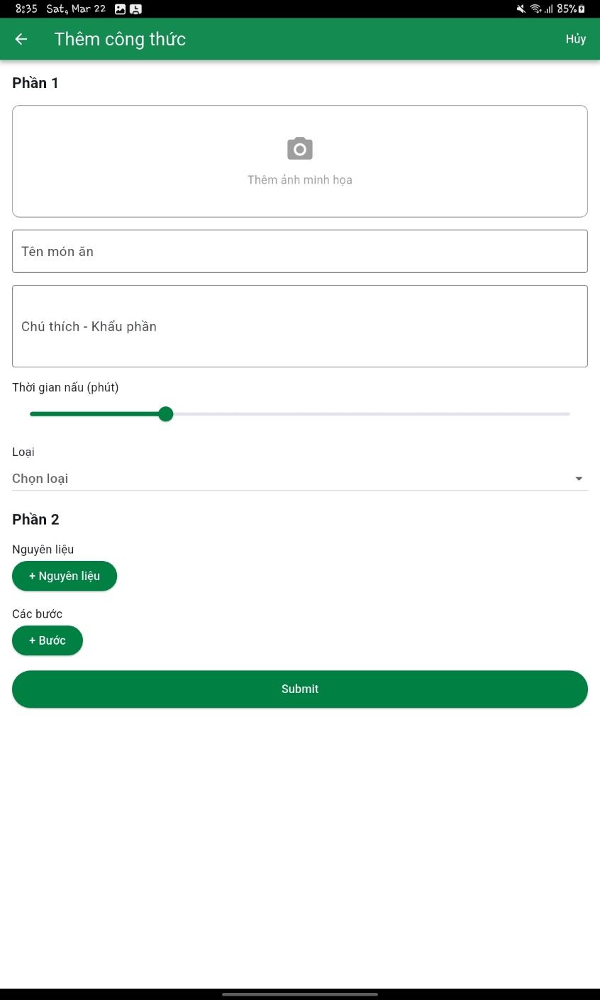 8:35 Sat, Mar 22 85%
Thêm công thức Hủy
Phần 1
Thêm ảnh minh họa
Tên món ăn
Chú thích - Khẩu phần
Thời gian nấu (phút)
Loại
Chọn loại
Phần 2
Nguyên liệu
+ Nguyên liệu
Các bước
+ Bước
Submit